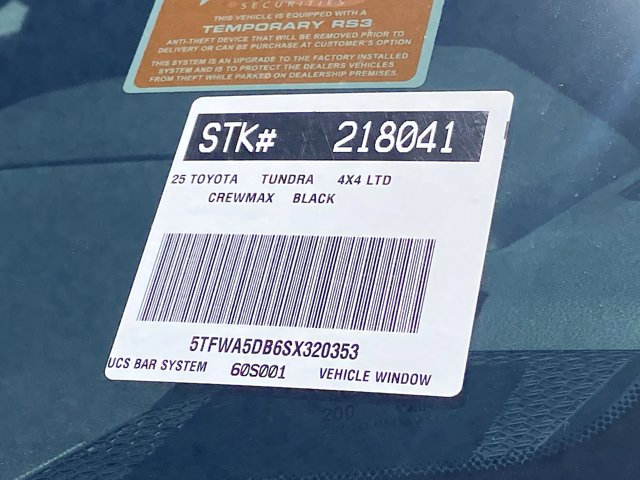 SECURITIES
THIS VEHICLE IS EQUIPPED WITH A
TEMPORARY RS3
ANTI-THEFT DEVICE THAT WILL BE REMOVED PRIOR TO
DELIVERY OR CAN BE PURCHASE AT CUSTOMER'S OPTION
THIS SYSTEM IS AN UPGRADE TO THE FACTORY INSTALLED
SYSTEM AND IS TO PROTECT THE DEALERS VEHICLES
FROM THEFT WHILE PARKED ON DEALERSHIP PREMISES.
STK# 218041
25 TOYOTA TUNDRA 4X4 LTD
CREWMAX BLACK
5TFWA5DB6SX320353
UCS BAR SYSTEM 60S001 VEHICLE WINDOW
200